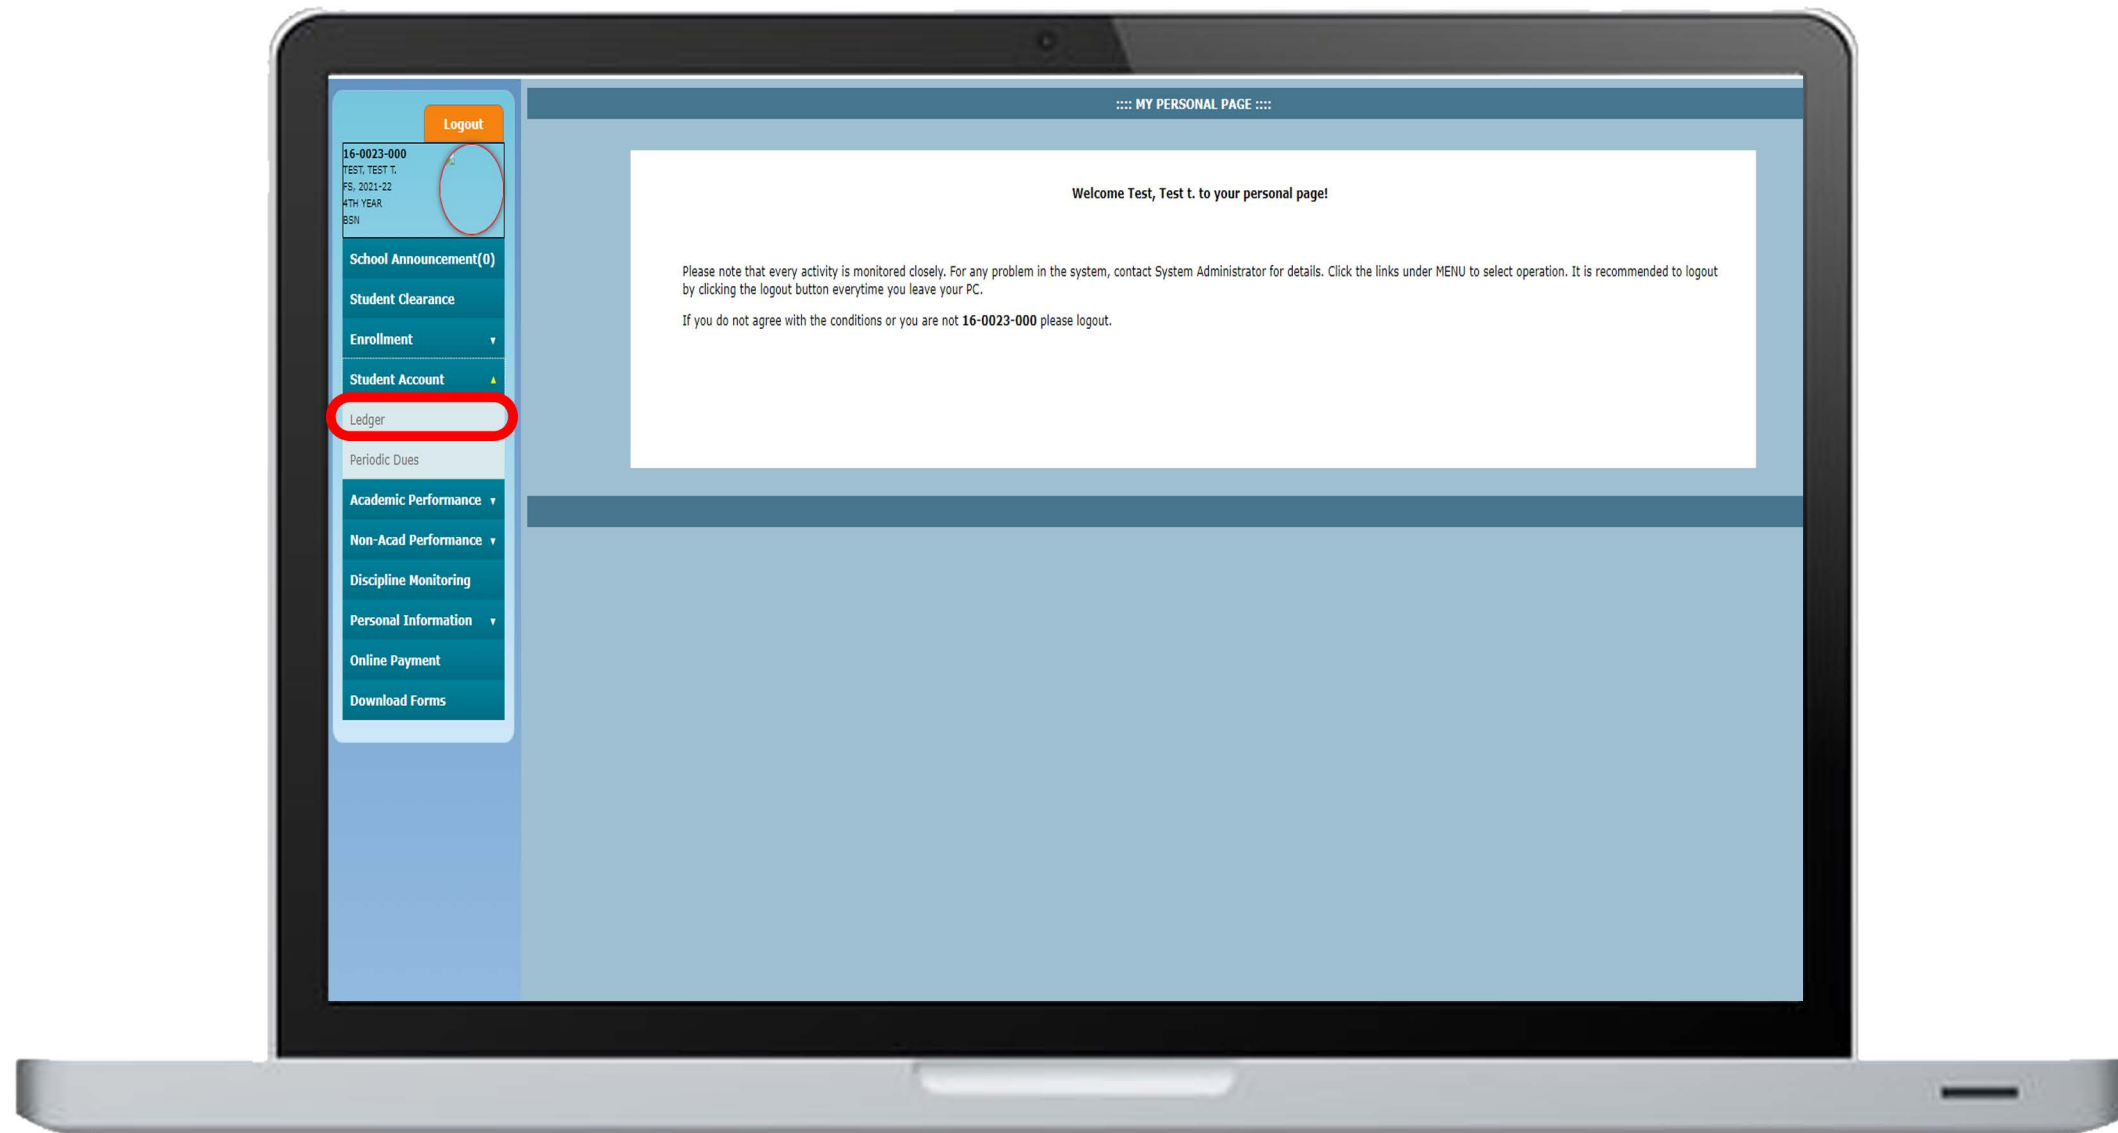 Logout
16-0023-000
TEST, TEST T.
FS, 2021-22
4TH YEAR
BSN
School Announcement(0)
Student Clearance
Enrollment
Student Account
Ledger
Periodic Dues
Academic Performance
Non-Acad Performance
Discipline Monitoring
Personal Information
Online Payment
Download Forms
:::: MY PERSONAL PAGE ::::
Welcome Test, Test t. to your personal page!
Please note that every activity is monitored closely. For any problem in the system, contact System Administrator for details. Click the links under MENU to select operation. It is recommended to logout
by clicking the logout button everytime you leave your PC.
If you do not agree with the conditions or you are not 16-0023-000 please logout.